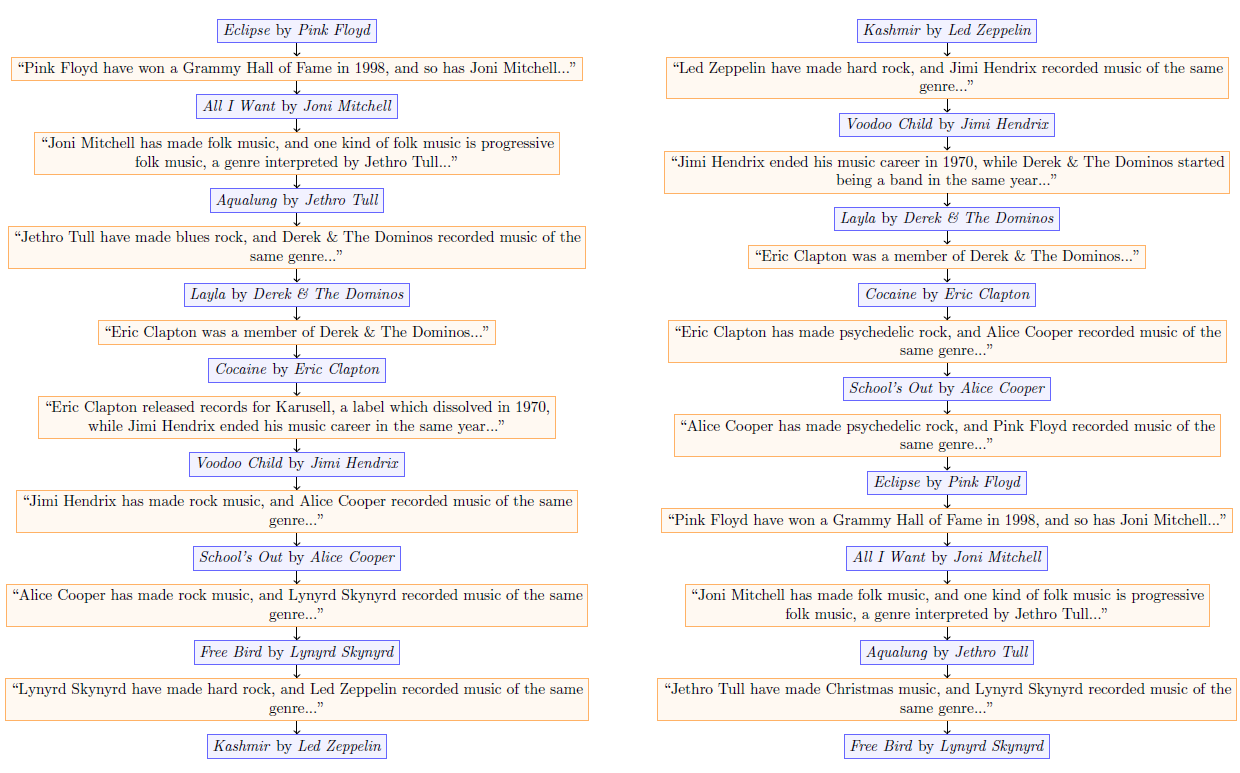 Eclipse by Pink Floyd
“Pink Floyd have won a Grammy Hall of Fame in 1998, and so has Joni Mitchell...”
All I Want by Joni Mitchell
“Joni Mitchell has made folk music, and one kind of folk music is progressive
folk music, a genre interpreted by Jethro Tull...”
Aqualung by Jethro Tull
“Jethro Tull have made blues rock, and Derek & The Dominos recorded music of the
same genre...”
Layla by Derek & The Dominos
“Eric Clapton was a member of Derek & The Dominos...”
Cocaine by Eric Clapton
“Eric Clapton released records for Karusell, a label which dissolved in 1970,
while Jimi Hendrix ended his music career in the same year...”
Voodoo Child by Jimi Hendrix
“Jimi Hendrix has made rock music, and Alice Cooper recorded music of the same
genre...”
School's Out by Alice Cooper
“Alice Cooper has made rock music, and Lynyrd Skynyrd recorded music of the same
genre...”
Free Bird by Lynyrd Skynyrd
“Lynyrd Skynyrd have made hard rock, and Led Zeppelin recorded music of the same
genre...”
Kashmir by Led Zeppelin
Kashmir by Led Zeppelin
“Led Zeppelin have made hard rock, and Jimi Hendrix recorded music of the same
genre...”
Voodoo Child by Jimi Hendrix
“Jimi Hendrix ended his music career in 1970, while Derek & The Dominos started
being a band in the same year...”
Layla by Derek & The Dominos
“Eric Clapton was a member of Derek & The Dominos...”
Cocaine by Eric Clapton
“Eric Clapton has made psychedelic rock, and Alice Cooper recorded music of the
same genre...”
School's Out by Alice Cooper
“Alice Cooper has made psychedelic rock, and Pink Floyd recorded music of the
same genre...”
Eclipse by Pink Floyd
“Pink Floyd have won a Grammy Hall of Fame in 1998, and so has Joni Mitchell...”
All I Want by Joni Mitchell
“Joni Mitchell has made folk music, and one kind of folk music is progressive
folk music, a genre interpreted by Jethro Tull...”
Aqualung by Jethro Tull
“Jethro Tull have made Christmas music, and Lynyrd Skynyrd recorded music of the
same genre...”
Free Bird by Lynyrd Skynyrd